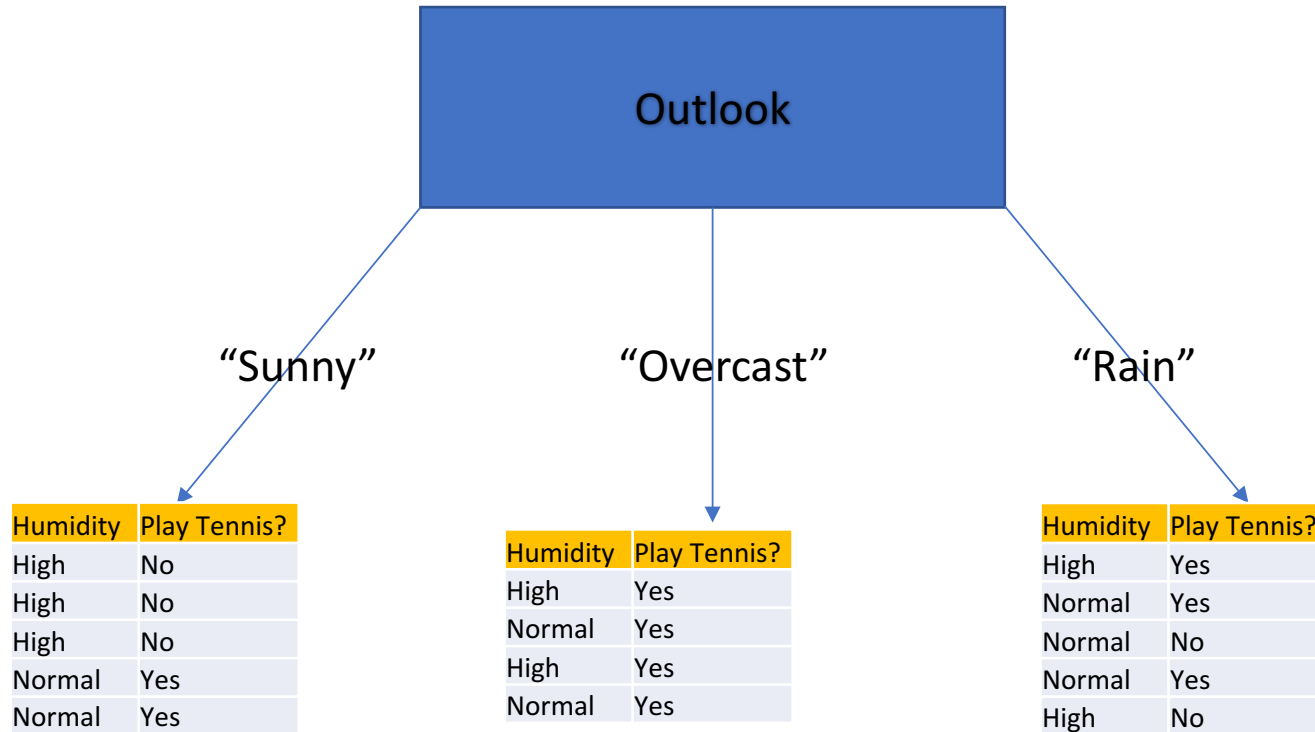 Outlook
“Sunny”
“Overcast”
“Rain”
Humidity Play Tennis?
High No
High No
High No
Normal Yes
Normal Yes
Humidity Play Tennis?
High Yes
Normal Yes
High Yes
Normal Yes
Humidity Play Tennis?
High Yes
Normal Yes
Normal No
Normal Yes
High No